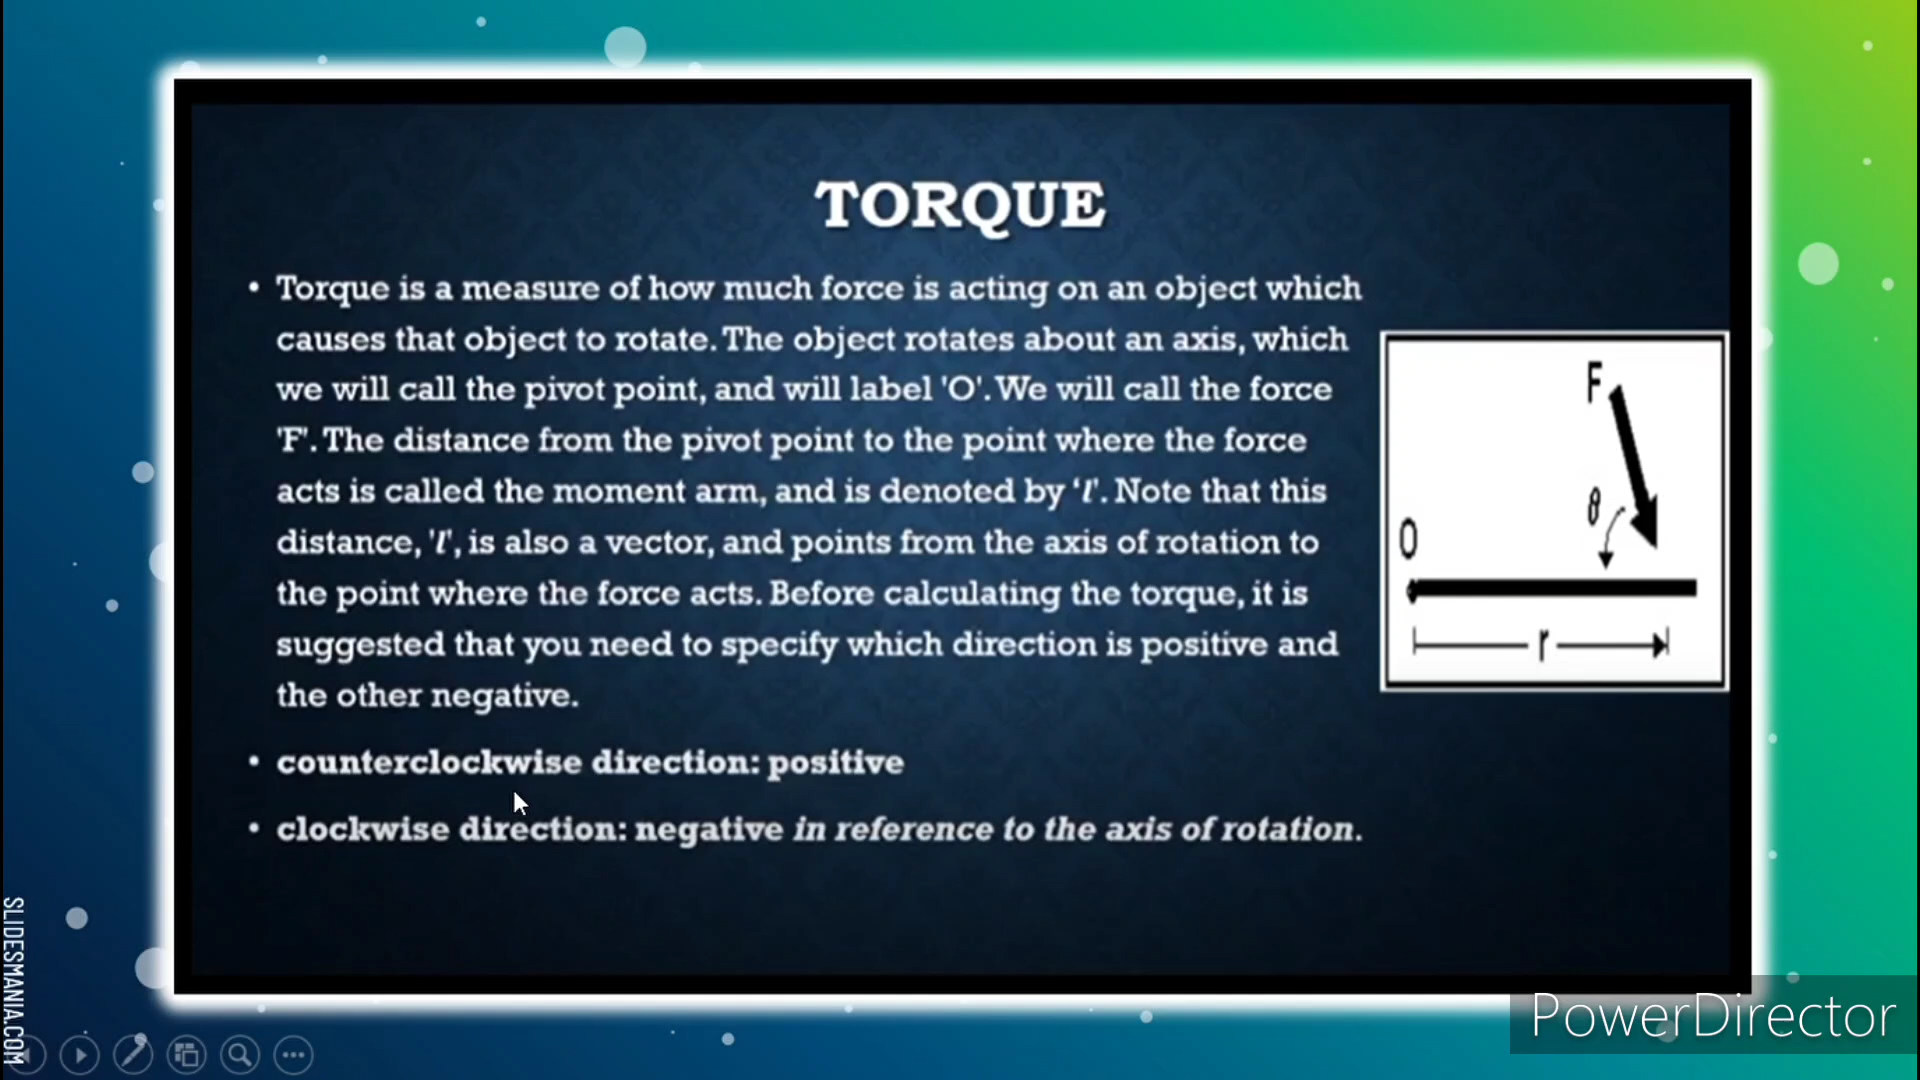 TORQUE
• Torque is a measure of how much force is acting on an object which
causes that object to rotate. The object rotates about an axis, which
we will call the pivot point, and will label 'O'. We will call the force
'F'. The distance from the pivot point to the point where the force
acts is called the moment arm, and is denoted by ‘l'. Note that this
distance, 'l', is also a vector, and points from the axis of rotation to
the point where the force acts. Before calculating the torque, it is
suggested that you need to specify which direction is positive and
the other negative.
• counterclockwise direction: positive
• clockwise direction: negative in reference to the axis of rotation.
F
θ
O
r
SLIDESMANIA.COM
PowerDirector